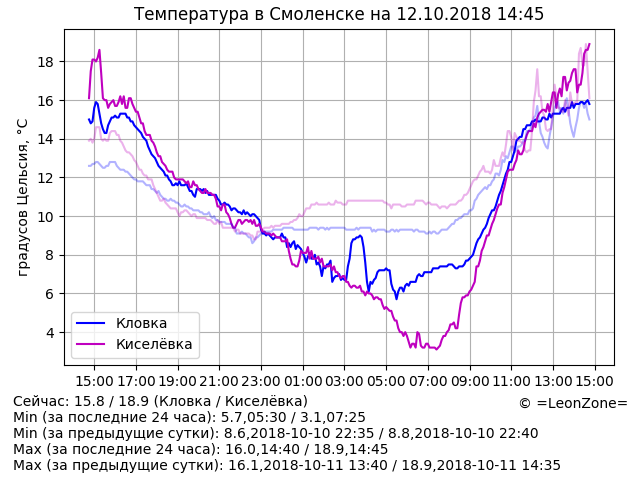 Температура в Смоленске на 12.10.2018 14:45
градусов Цельсия, °C
18
16
14
12
10
8
6
4
Кловка
Киселёвка
15:00 17:00 19:00 21:00 23:00 01:00 03:00 05:00 07:00 09:00 11:00 13:00 15:00
Сейчас: 15.8 / 18.9 (Кловка / Киселёвка)
© =LeonZone=
Min (за последние 24 часа): 5.7,05:30 / 3.1,07:25
Min (за предыдущие сутки): 8.6,2018-10-10 22:35 / 8.8,2018-10-10 22:40
Max (за последние 24 часа): 16.0,14:40 / 18.9,14:45
Max (за предыдущие сутки): 16.1,2018-10-11 13:40 / 18.9,2018-10-11 14:35